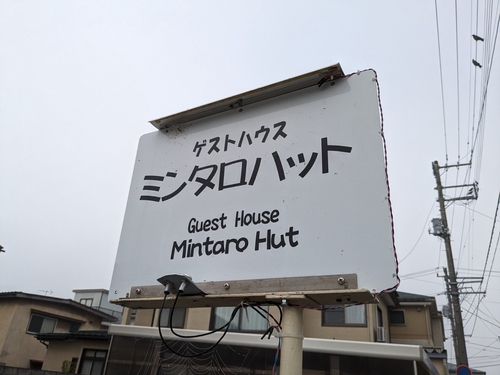 ゲストハウス
ミンタロハット
Guest House
Mintaro Hut